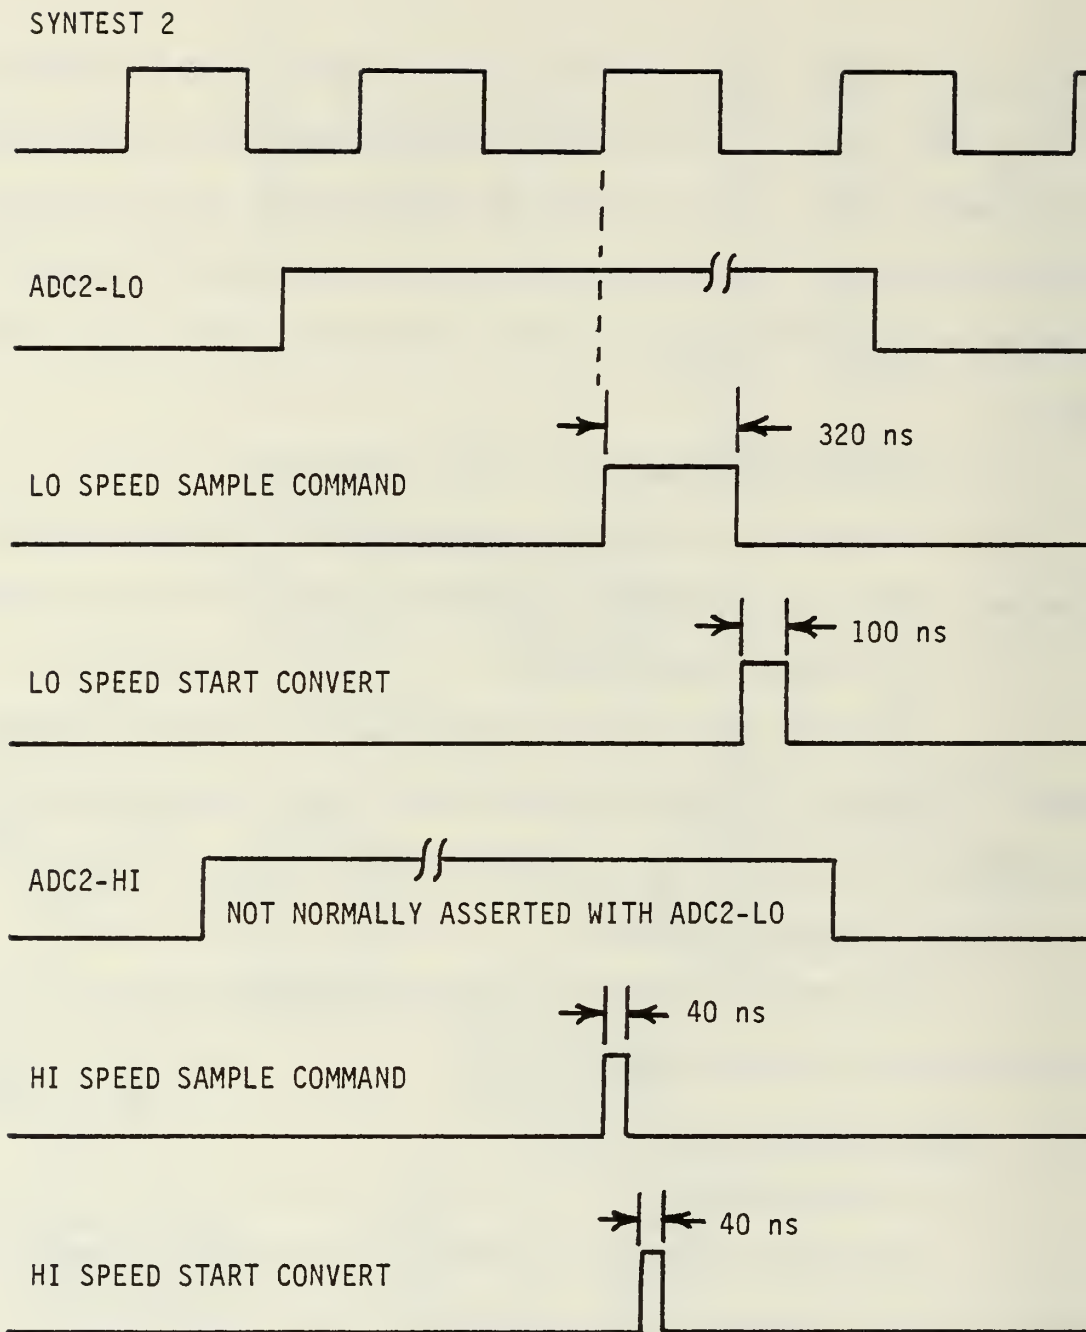 SYNTEST 2
ADC2-LO
320 ns
LO SPEED SAMPLE COMMAND
100 ns
LO SPEED START CONVERT
ADC2-HI
NOT NORMALLY ASSERTED WITH ADC2-LO
40 ns
HI SPEED SAMPLE COMMAND
40 ns
HI SPEED START CONVERT